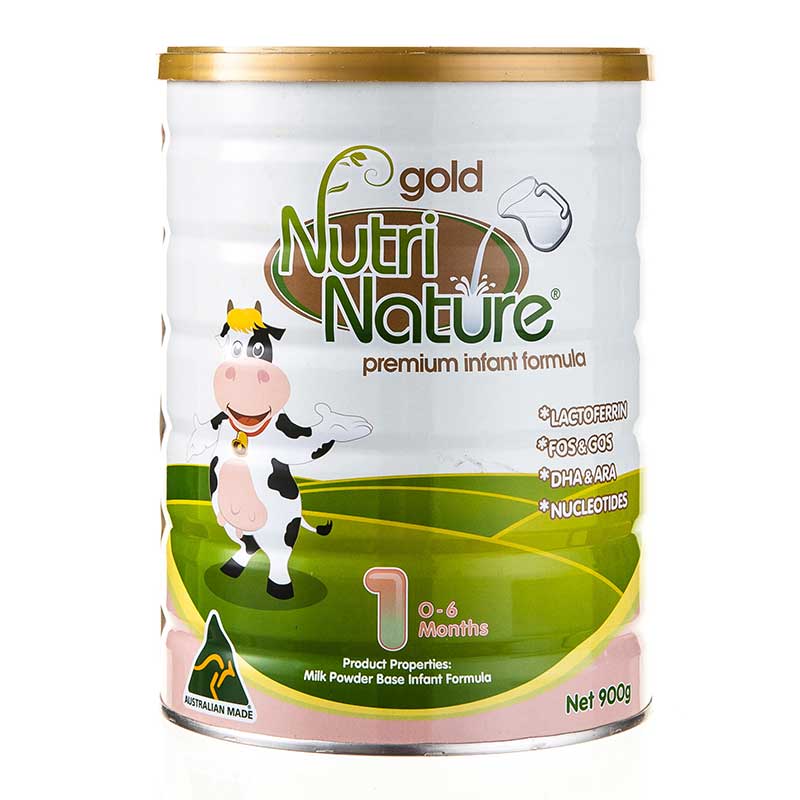 gold
Nutri
Nature®
premium infant formula
*LACTOFERRIN
*FOS & GOS
*DHA & ARA
*NUCLEOTIDES
1
0-6
Months
Product Properties:
Milk Powder Base Infant Formula
AUSTRALIAN MADE
Net 900g